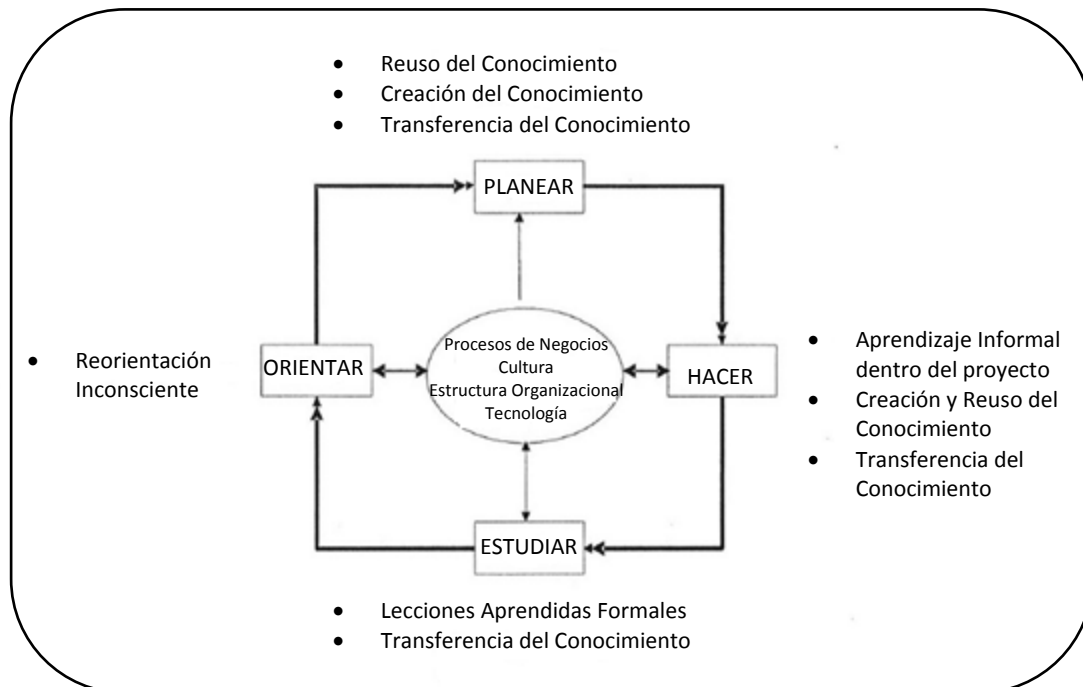 • Reuso del Conocimiento
• Creación del Conocimiento
• Transferencia del Conocimiento
PLANEAR
• Reorientación
Inconsciente
ORIENTAR
Procesos de Negocios
Cultura
Estructura Organizacional
Tecnología
HACER
• Aprendizaje Informal
dentro del proyecto
• Creación y Reuso del
Conocimiento
• Transferencia del
Conocimiento
ESTUDIAR
• Lecciones Aprendidas Formales
• Transferencia del Conocimiento